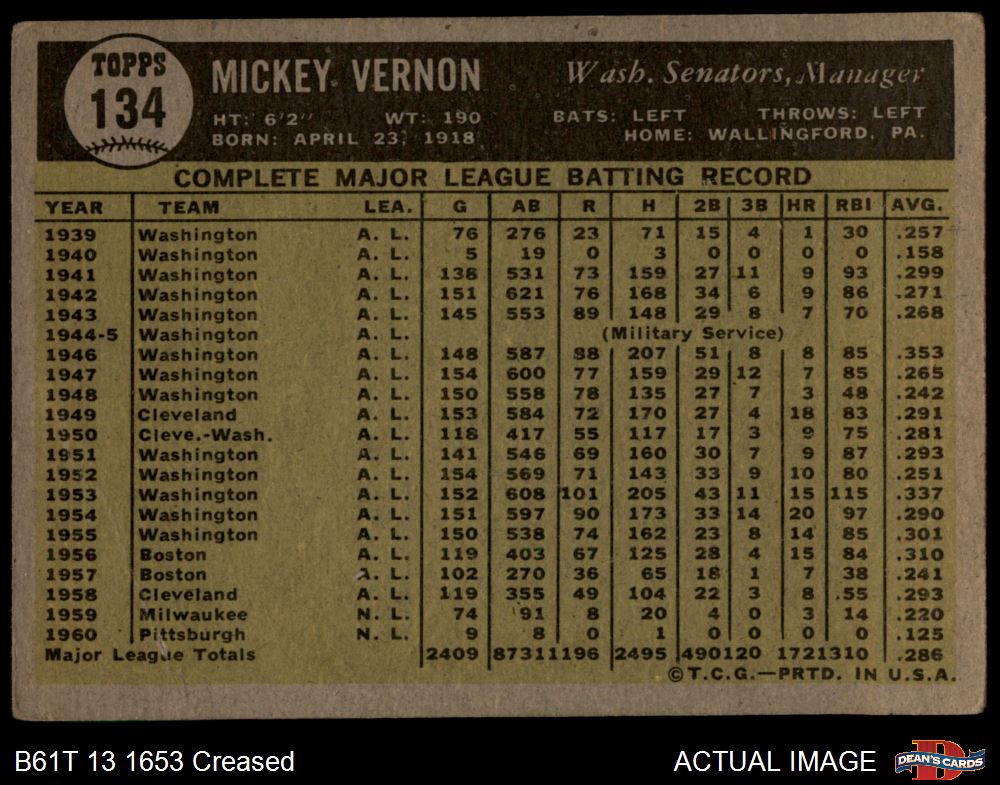 TOPPS
134
MICKEY VERNON Wash. Senators, Manager
HT: 6'2" WT: 190 BATS: LEFT THROWS: LEFT
BORN: APRIL 23, 1918 HOME: WALLINGFORD, PA.
COMPLETE MAJOR LEAGUE BATTING RECORD
YEAR TEAM LEA. G AB R H 2B 3B HR RBI AVG.
1939 Washington A. L. 76 276 23 71 15 4 1 30 .257
1940 Washington A. L. 5 19 0 3 0 0 0 0 .158
1941 Washington A. L. 138 531 73 159 27 11 9 93 .299
1942 Washington A. L. 151 621 76 168 34 6 9 86 .271
1943 Washington A. L. 145 553 89 148 29 8 7 70 .268
1944-5 Washington A. L. (Military Service)
1946 Washington A. L. 148 587 88 207 51 8 8 85 .353
1947 Washington A. L. 154 600 77 159 29 12 7 85 .265
1948 Washington A. L. 150 558 78 135 27 7 3 48 .242
1949 Cleveland A. L. 153 584 72 170 27 4 18 83 .291
1950 Cleve.-Wash. A. L. 118 417 55 117 17 3 9 75 .281
1951 Washington A. L. 141 546 69 160 30 7 9 87 .293
1952 Washington A. L. 154 569 71 143 33 9 10 80 .251
1953 Washington A. L. 152 608 101 205 43 11 15 115 .337
1954 Washington A. L. 151 597 90 173 33 14 20 97 .290
1955 Washington A. L. 150 538 74 162 23 8 14 85 .301
1956 Boston A. L. 119 403 67 125 28 4 15 84 .310
1957 Boston A. L. 102 270 36 65 18 1 7 38 .241
1958 Cleveland A. L. 119 355 49 104 22 3 8 .55 .293
1959 Milwaukee N. L. 74 91 8 20 4 0 3 14 .220
1960 Pittsburgh N. L. 9 8 0 1 0 0 0 0 .125
Major League Totals 2409 8731 1196 2495 490 120 172 1310 .286
©T.C.G.—PRTD. IN U.S.A.
B61T 13 1653 Creased ACTUAL IMAGE D DEAN'S CARDS